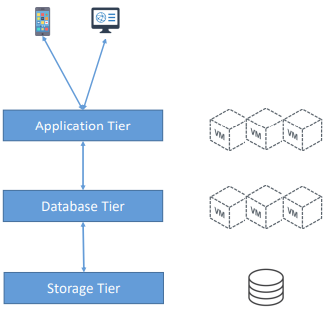 Application Tier
VM VM VM
Database Tier
VM VM VM
Storage Tier